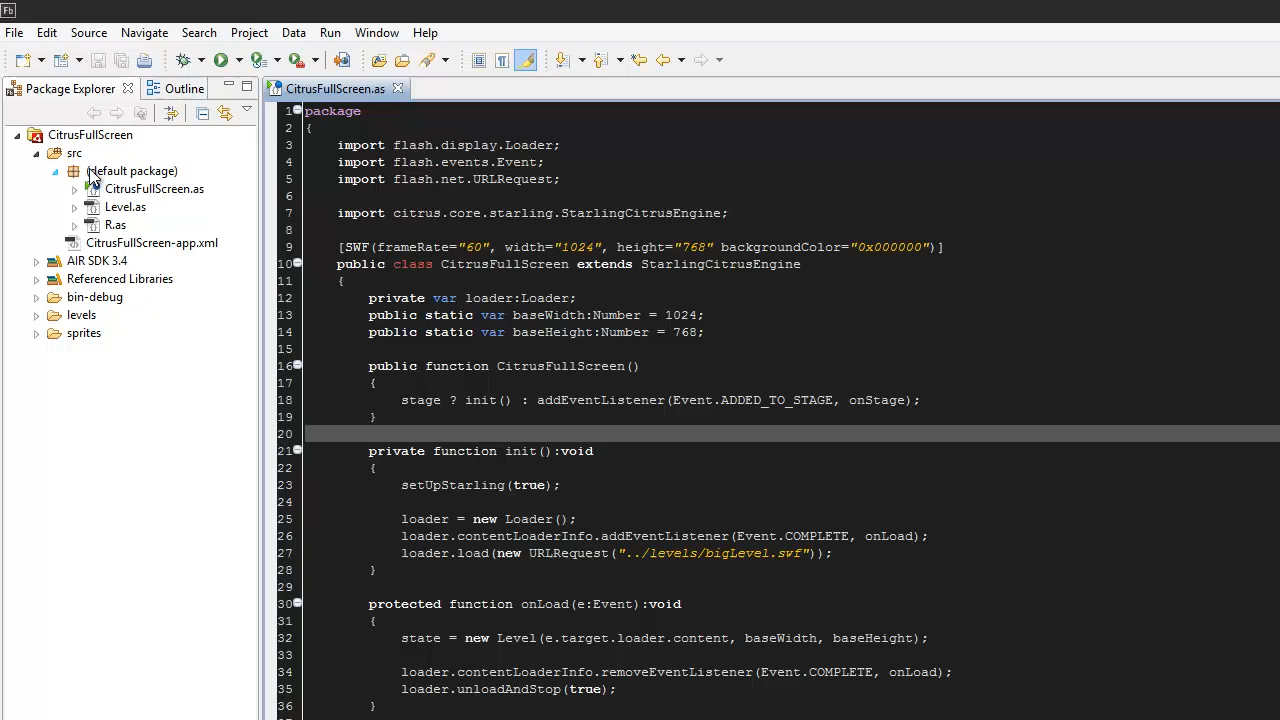 Fb
File Edit Source Navigate Search Project Data Run Window Help
Package Explorer Outline
CitrusFullScreen
src
(default package)
CitrusFullScreen.as
Level.as
R.as
CitrusFullScreen-app.xml
AIR SDK 3.4
Referenced Libraries
bin-debug
levels
sprites
CitrusFullScreen.as
1 package
2 {
3 import flash.display.Loader;
4 import flash.events.Event;
5 import flash.net.URLRequest;
6
7 import citrus.core.starling.StarlingCitrusEngine;
8
9 [SWF(frameRate="60", width="1024", height="768" backgroundColor="0x000000")]
10 public class CitrusFullScreen extends StarlingCitrusEngine
11 {
12 private var loader:Loader;
13 public static var baseWidth:Number = 1024;
14 public static var baseHeight:Number = 768;
15
16 public function CitrusFullScreen()
17 {
18 stage ? init() : addEventListener(Event.ADDED_TO_STAGE, onStage);
19 }
20
21 private function init():void
22 {
23 setUpStarling(true);
24
25 loader = new Loader();
26 loader.contentLoaderInfo.addEventListener(Event.COMPLETE, onLoad);
27 loader.load(new URLRequest("../levels/bigLevel.swf"));
28 }
29
30 protected function onLoad(e:Event):void
31 {
32 state = new Level(e.target.loader.content, baseWidth, baseHeight);
33
34 loader.contentLoaderInfo.removeEventListener(Event.COMPLETE, onLoad);
35 loader.unloadAndStop(true);
36 }